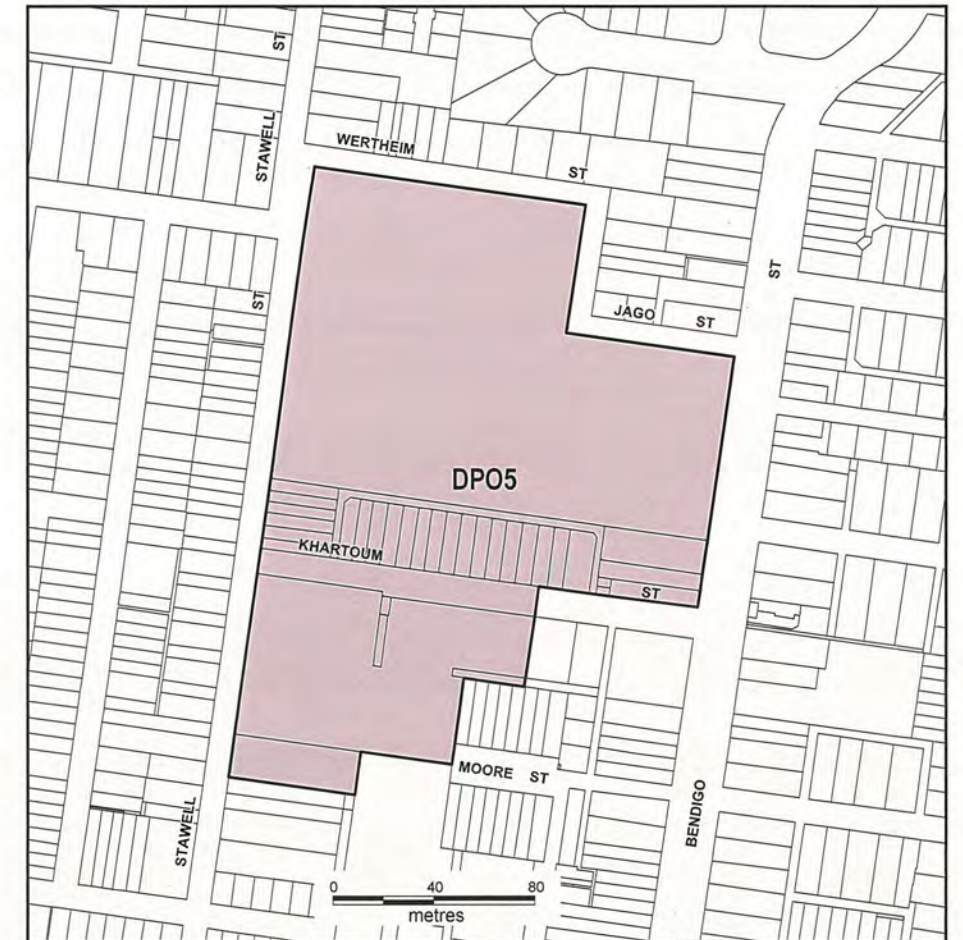 ST
STAWELL
WERTHEIM
ST
ST
ST
JAGO
ST
DPO5
KHARTOUM
ST
MOORE ST
BENDIGO
STAWELL
0 40 80
metres